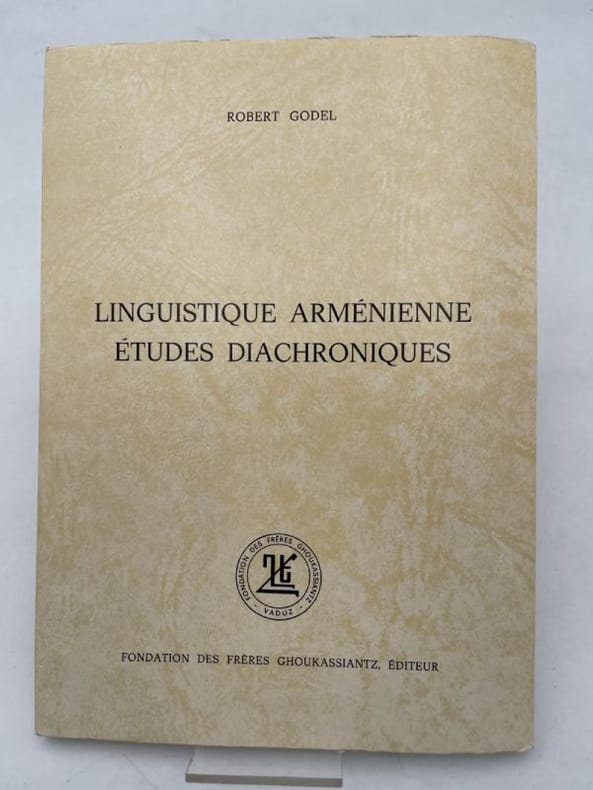 ROBERT GODEL
LINGUISTIQUE ARMÉNIENNE
ÉTUDES DIACHRONIQUES
FONDATION DES FRÈRES GHOUKASSIANTZ
- VADUZ -
FONDATION DES FRÈRES GHOUKASSIANTZ, ÉDITEUR